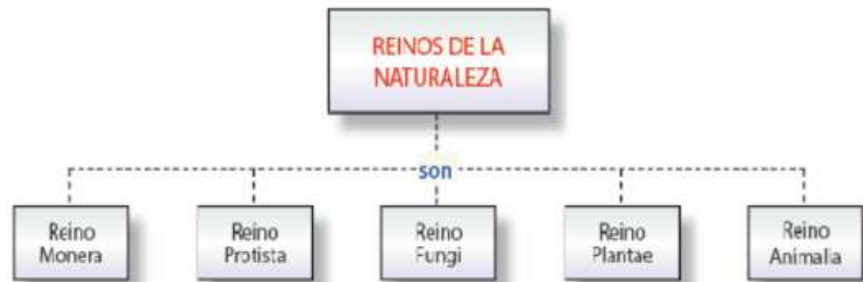 REINOS DE LA
NATURALEZA
son
Reino
Monera
Reino
Protista
Reino
Fungi
Reino
Plantae
Reino
Animalia